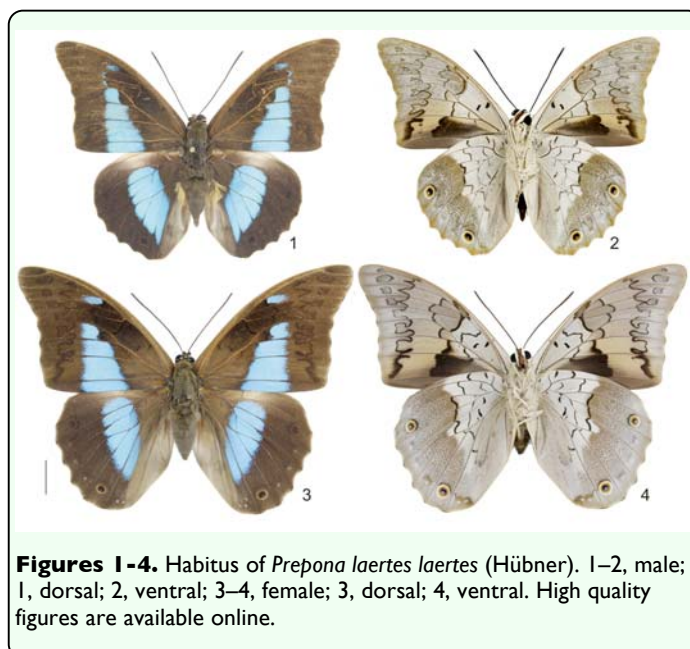 1
2
3
4
Figures 1-4. Habitus of Prepona laertes laertes (Hübner). 1–2, male;
1, dorsal; 2, ventral; 3–4, female; 3, dorsal; 4, ventral. High quality
figures are available online.